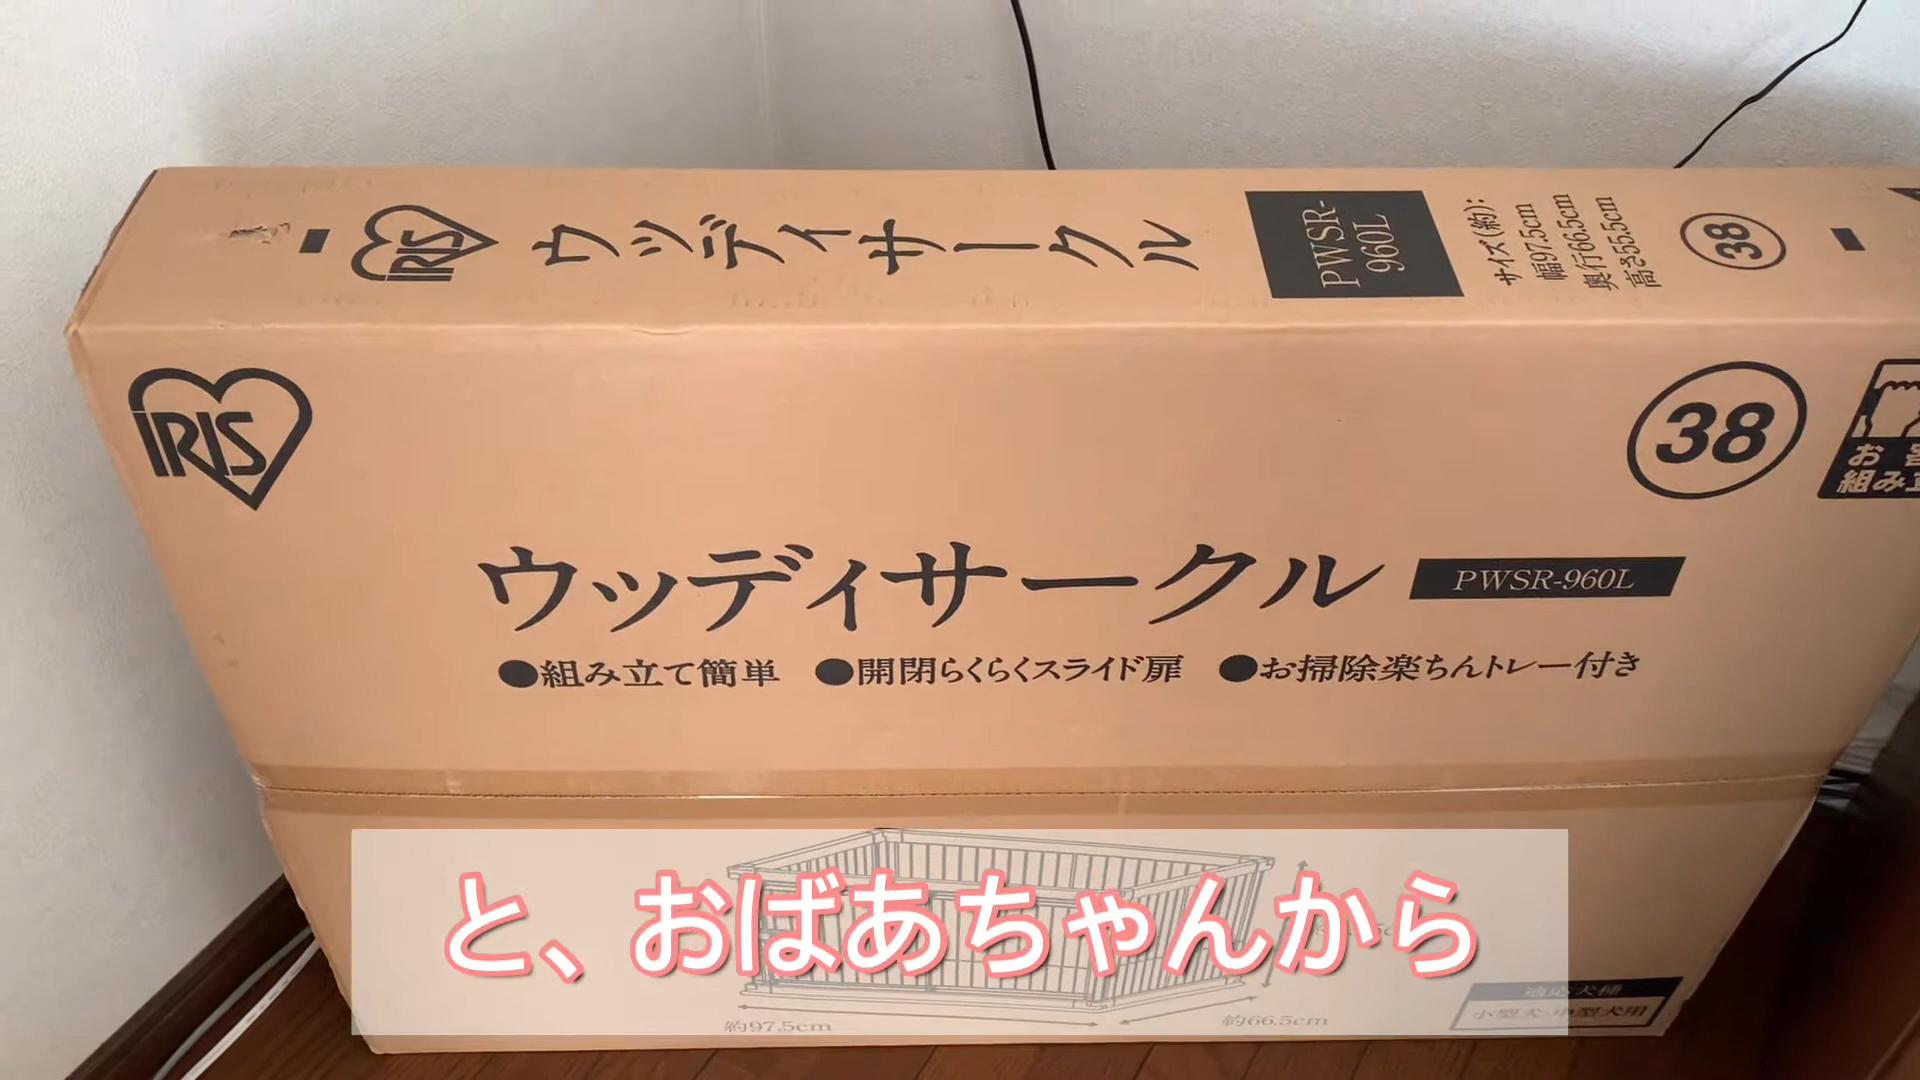 IRIS
ウッディサークル
PWSR-
960L
サイズ(約):
幅97.5cm
奥行66.5cm
高さ55.5cm
38
IRIS
38
ウッディサークル
PWSR-960L
●組み立て簡単 ●開閉らくらくスライド扉 ●お掃除楽ちんトレー付き
と、おばあちゃんから
約97.5cm
約66.5cm
適応犬種
小型犬・中型犬用